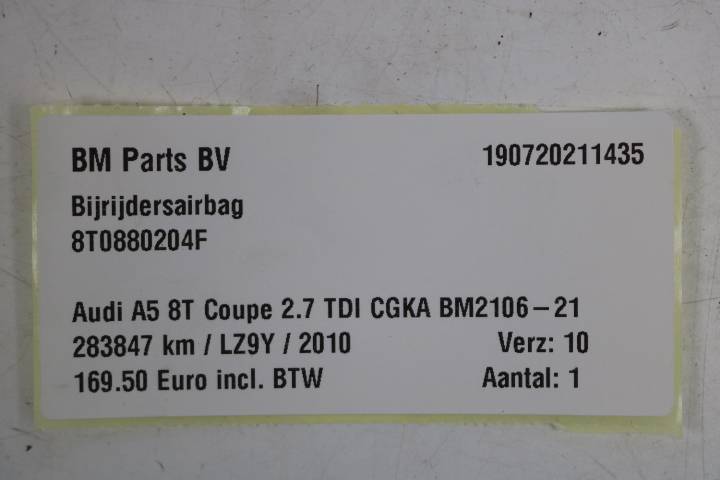 BM Parts BV 190720211435
Bijrijdersairbag
8T0880204F
Audi A5 8T Coupe 2.7 TDI CGKA BM2106-21
283847 km / LZ9Y / 2010 Verz: 10
169.50 Euro incl. BTW Aantal: 1